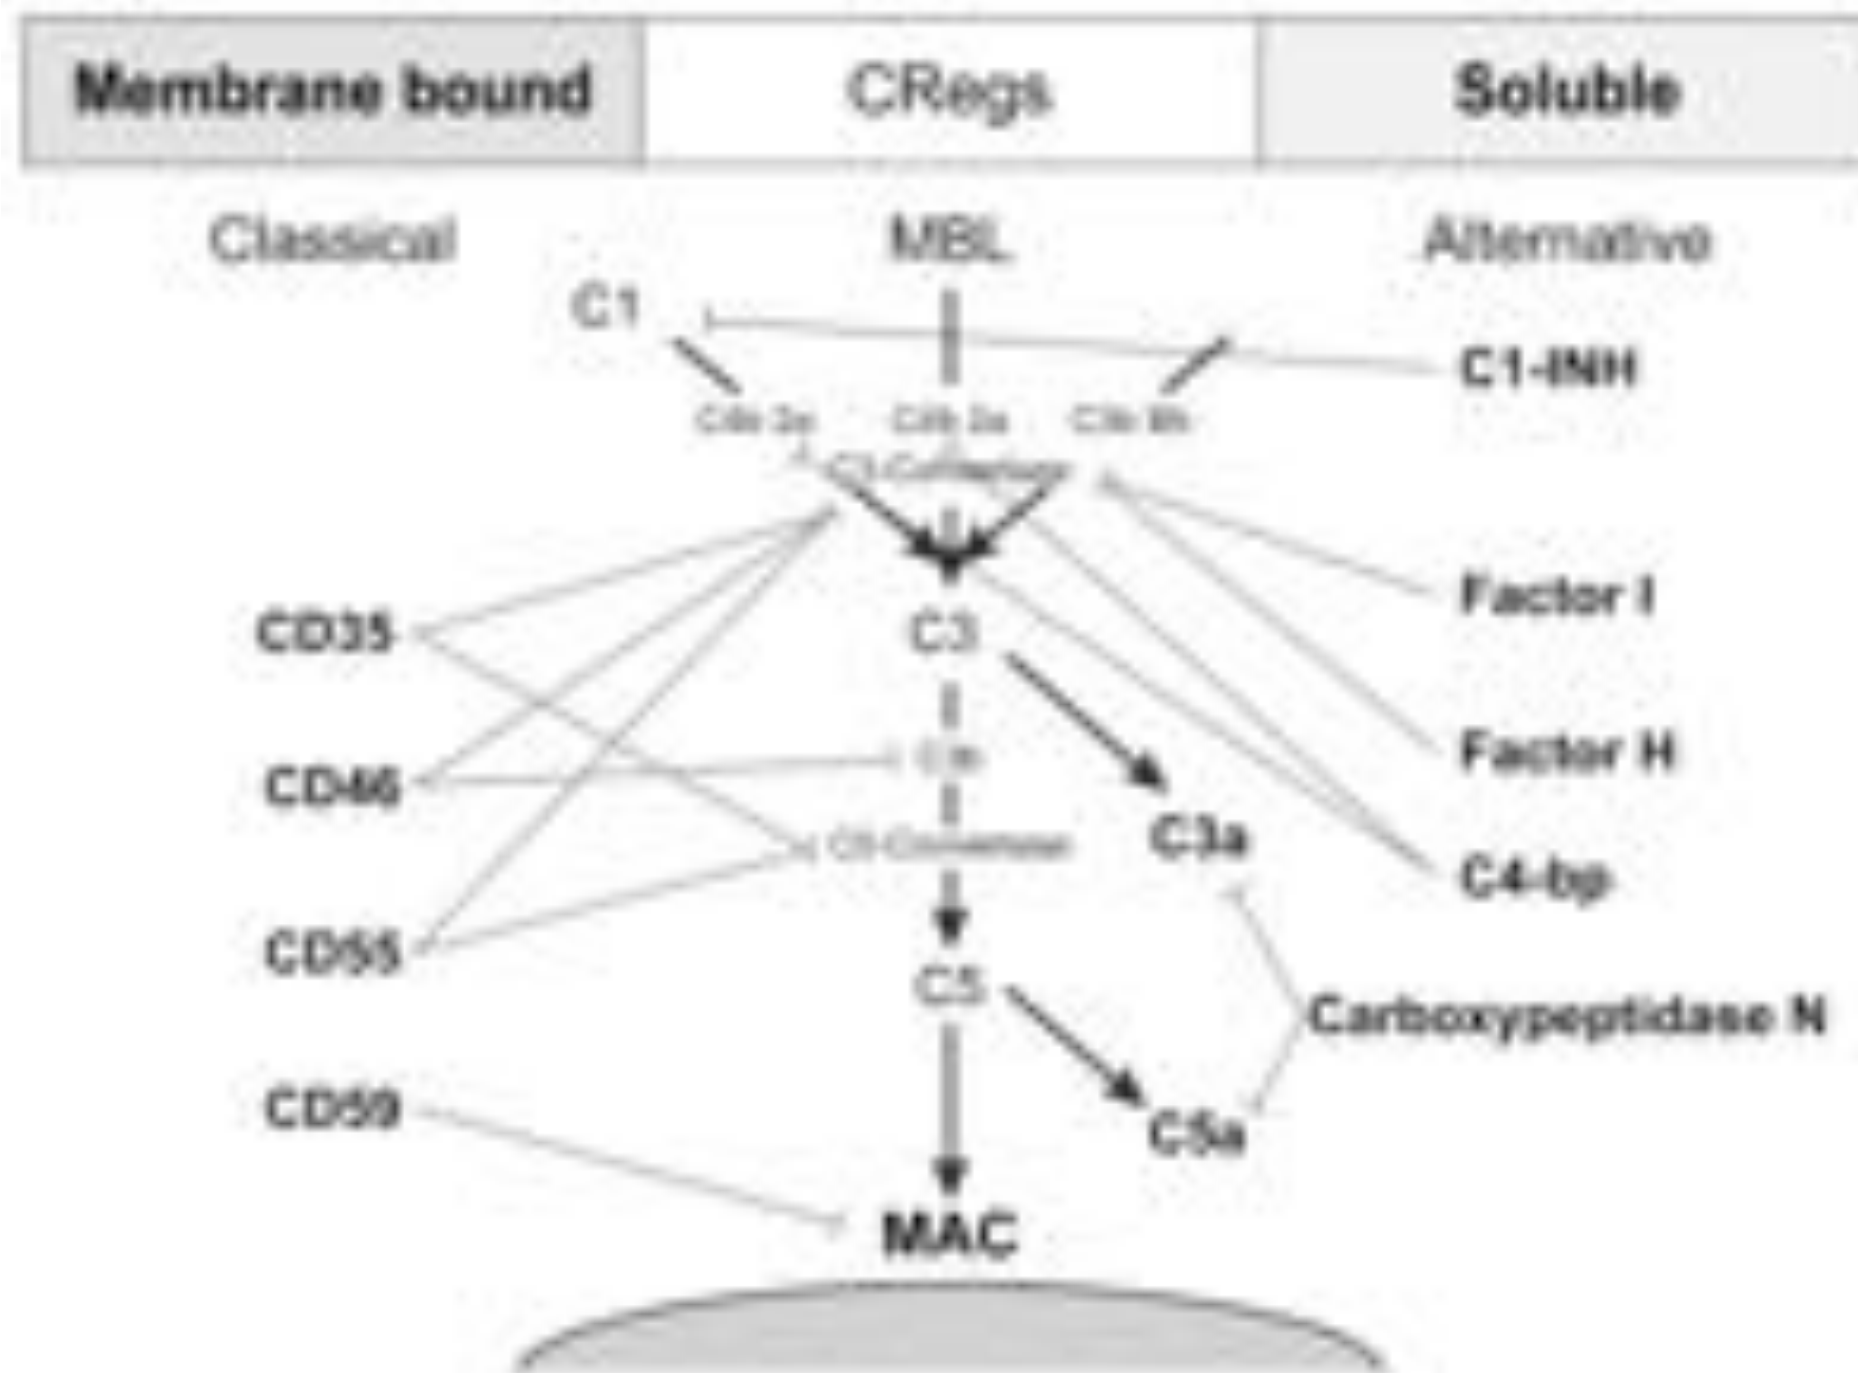 Membrane bound CRegs Soluble
Classical MBL Alternative
C1
C1-INH
C3
CD35
Factor I
Factor H
CD46
C3a
C4-bp
CD55
C5
Carboxypeptidase N
CD59
C5a
MAC